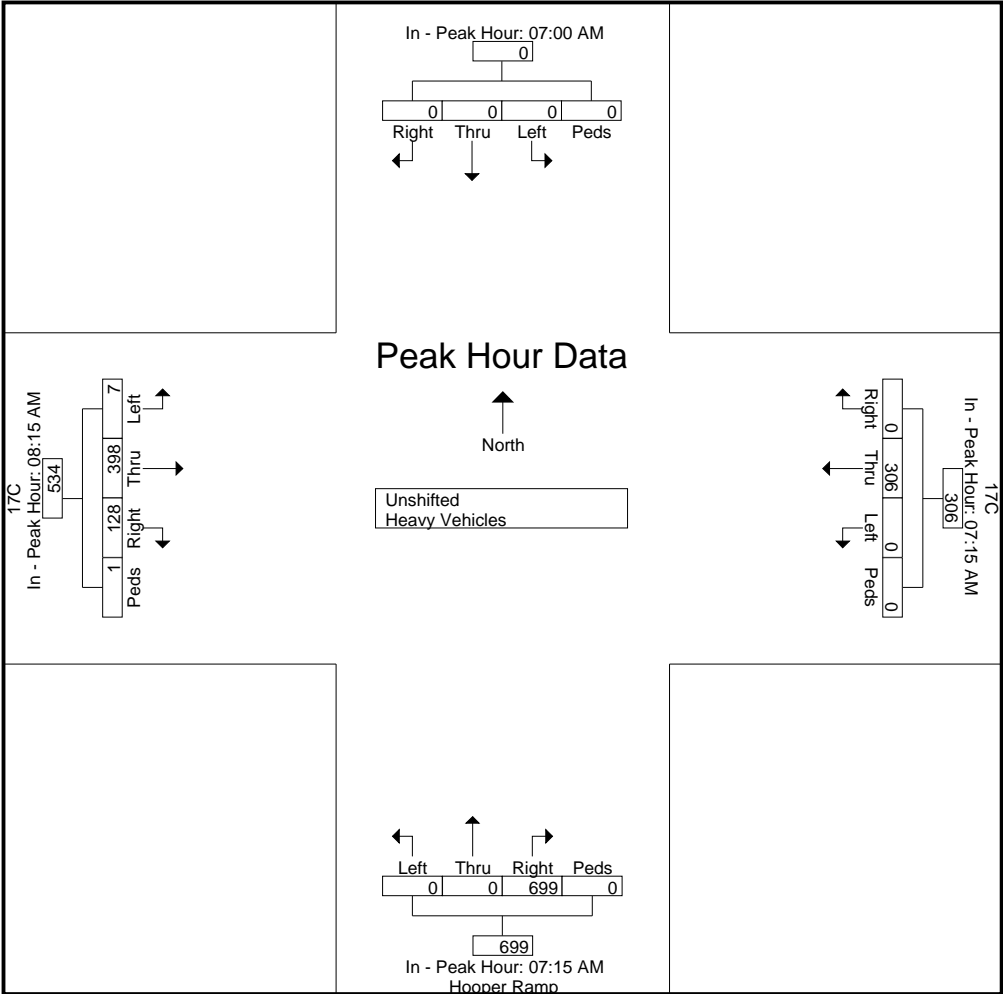 In - Peak Hour: 07:00 AM
0
0 0 0 0
Right Thru Left Peds
Peak Hour Data
North
Unshifted
Heavy Vehicles
17C
In - Peak Hour: 08:15 AM
534
7 398 128 1
Left Thru Right Peds
17C
In - Peak Hour: 07:15 AM
306
0 306 0 0
Right Thru Left Peds
Left Thru Right Peds
0 0 699 0
699
In - Peak Hour: 07:15 AM
Hooper Ramp